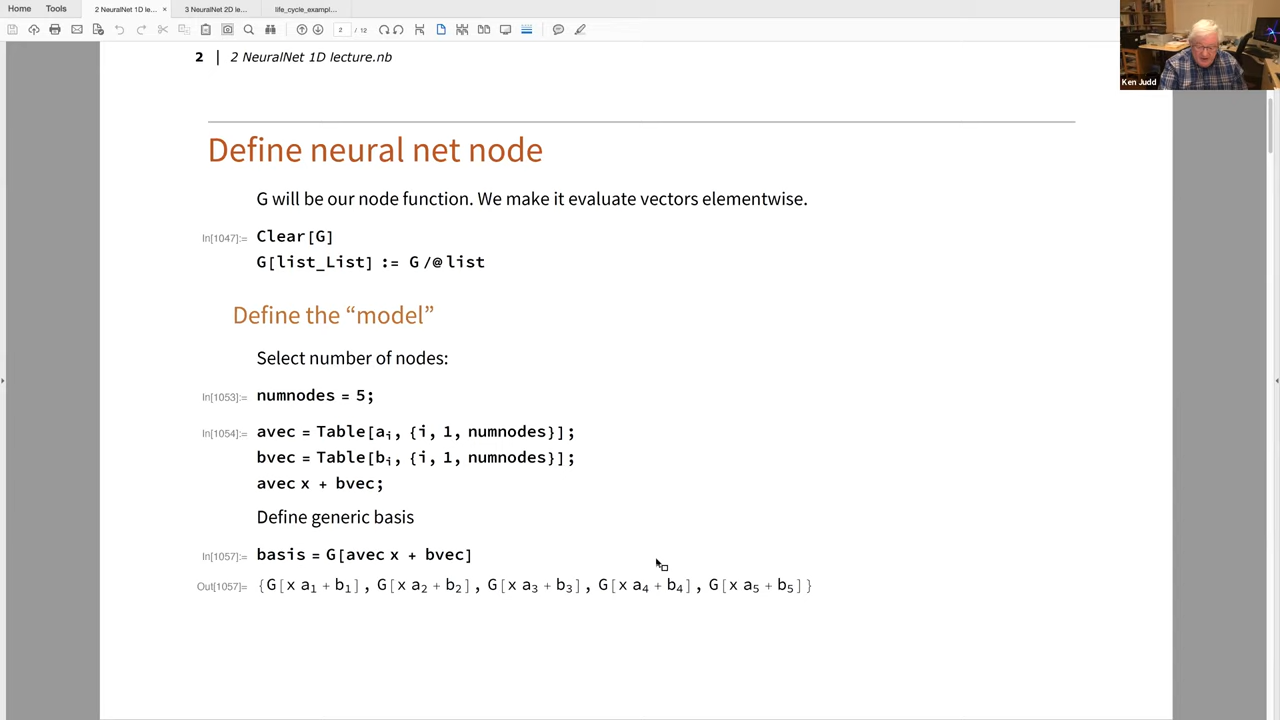 Home Tools 2 NeuralNet 1D le... × 3 NeuralNet 2D le... life_cycle_exampl...
2 / 12
Ken Judd
2 | 2 NeuralNet 1D lecture.nb
Define neural net node
G will be our node function. We make it evaluate vectors elementwise.
In[1047]:= Clear[G]
G[list_List] := G /@ list
Define the “model”
Select number of nodes:
In[1053]:= numnodes = 5;
In[1054]:= avec = Table[aᵢ, {i, 1, numnodes}];
bvec = Table[bᵢ, {i, 1, numnodes}];
avec x + bvec;
Define generic basis
In[1057]:= basis = G[avec x + bvec]
Out[1057]= {G[x a₁ + b₁], G[x a₂ + b₂], G[x a₃ + b₃], G[x a₄ + b₄], G[x a₅ + b₅]}